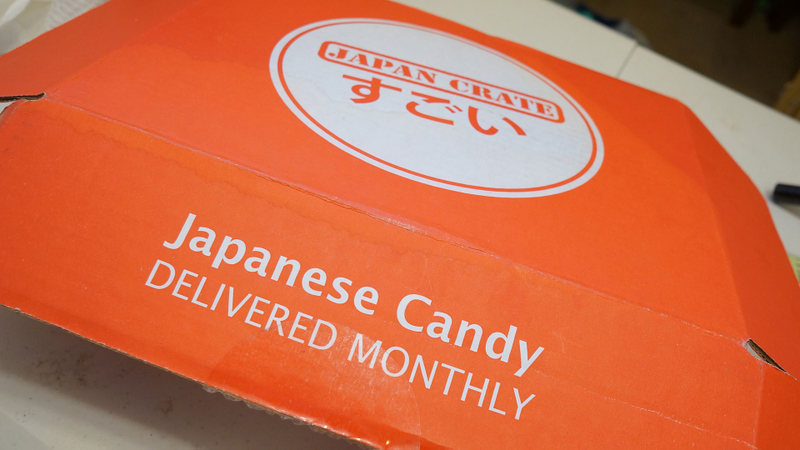 JAPAN CRATE
すごい
Japanese Candy
DELIVERED MONTHLY